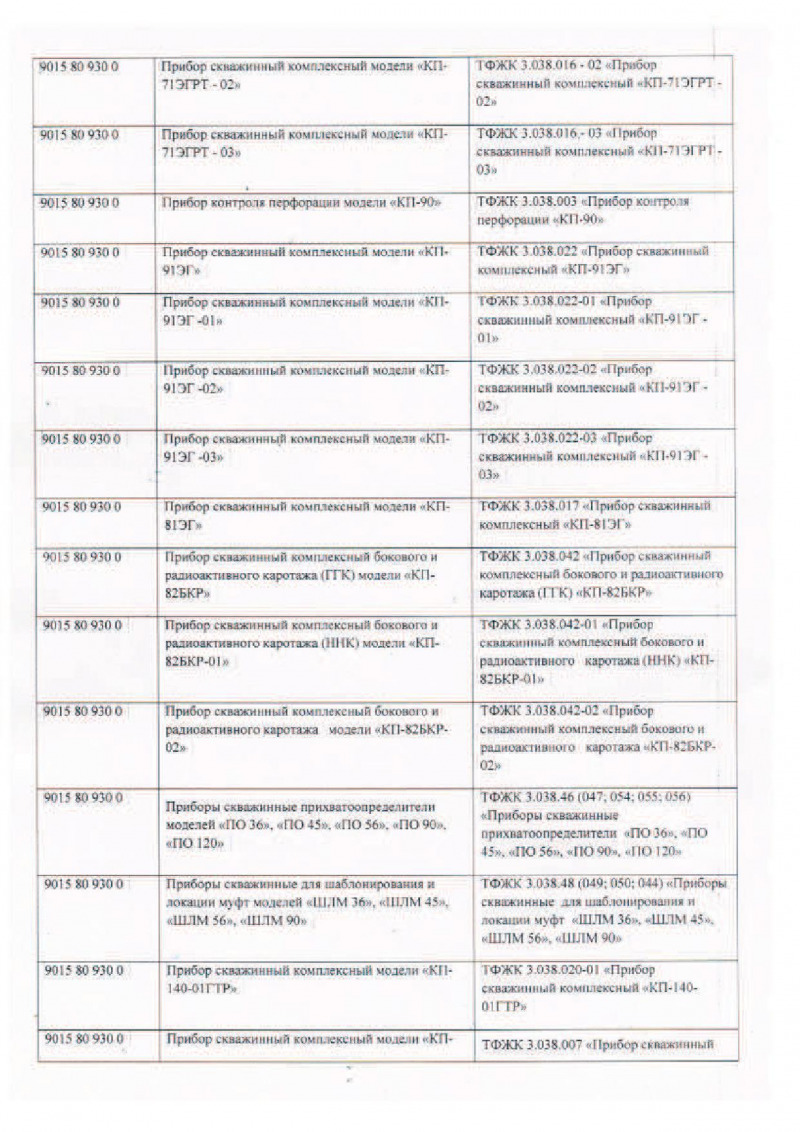 9015 80 930 0
Прибор скважинный комплексный модели «КП-
71ЭГРТ - 02»
ТФЖК 3.038.016 - 02 «Прибор
скважинный комплексный «КП-71ЭГРТ -
02»
9015 80 930 0
Прибор скважинный комплексный модели «КП-
71ЭГРТ - 03»
ТФЖК 3.038.016 - 03 «Прибор
скважинный комплексный «КП-71ЭГРТ -
03»
9015 80 930 0
Прибор контроля перфорации модели «КП-90»
ТФЖК 3.038.003 «Прибор контроля
перфорации «КП-90»
9015 80 930 0
Прибор скважинный комплексный модели «КП-
91ЭГ»
ТФЖК 3.038.022 «Прибор скважинный
комплексный «КП-91ЭГ»
9015 80 930 0
Прибор скважинный комплексный модели «КП-
91ЭГ -01»
ТФЖК 3.038.022-01 «Прибор
скважинный комплексный «КП-91ЭГ -
01»
9015 80 930 0
Прибор скважинный комплексный модели «КП-
91ЭГ -02»
ТФЖК 3.038.022-02 «Прибор
скважинный комплексный «КП-91ЭГ -
02»
9015 80 930 0
Прибор скважинный комплексный модели «КП-
91ЭГ -03»
ТФЖК 3.038.022-03 «Прибор
скважинный комплексный «КП-91ЭГ -
03»
9015 80 930 0
Прибор скважинный комплексный модели «КП-
81ЭГ»
ТФЖК 3.038.017 «Прибор скважинный
комплексный «КП-81ЭГ»
9015 80 930 0
Прибор скважинный комплексный бокового и
радиоактивного каротажа (ГГК) модели «КП-
82БКР»
ТФЖК 3.038.042 «Прибор скважинный
комплексный бокового и радиоактивного
каротажа (ГГК) «КП-82БКР»
9015 80 930 0
Прибор скважинный комплексный бокового и
радиоактивного каротажа (ННК) модели «КП-
82БКР-01»
ТФЖК 3.038.042-01 «Прибор
скважинный комплексный бокового и
радиоактивного каротажа (ННК) «КП-
82БКР-01»
9015 80 930 0
Прибор скважинный комплексный бокового и
радиоактивного каротажа модели «КП-82БКР-
02»
ТФЖК 3.038.042-02 «Прибор
скважинный комплексный бокового и
радиоактивного каротажа «КП-82БКР-
02»
9015 80 930 0
Приборы скважинные прихватоопределители
моделей «ПО 36», «ПО 45», «ПО 56», «ПО 90»,
«ПО 120»
ТФЖК 3.038.46 (047; 054; 055; 056)
«Приборы скважинные
прихватоопределители «ПО 36», «ПО
45», «ПО 56», «ПО 90», «ПО 120»
9015 80 930 0
Приборы скважинные для шаблонирования и
локации муфт моделей «ШЛМ 36», «ШЛМ 45»,
«ШЛМ 56», «ШЛМ 90»
ТФЖК 3.038.48 (049; 050; 044) «Приборы
скважинные для шаблонирования и
локации муфт «ШЛМ 36», «ШЛМ 45»,
«ШЛМ 56», «ШЛМ 90»
9015 80 930 0
Прибор скважинный комплексный модели «КП-
140-01ГТР»
ТФЖК 3.038.020-01 «Прибор
скважинный комплексный «КП-140-
01ГТР»
9015 80 930 0
Прибор скважинный комплексный модели «КП-
ТФЖК 3.038.007 «Прибор скважинный